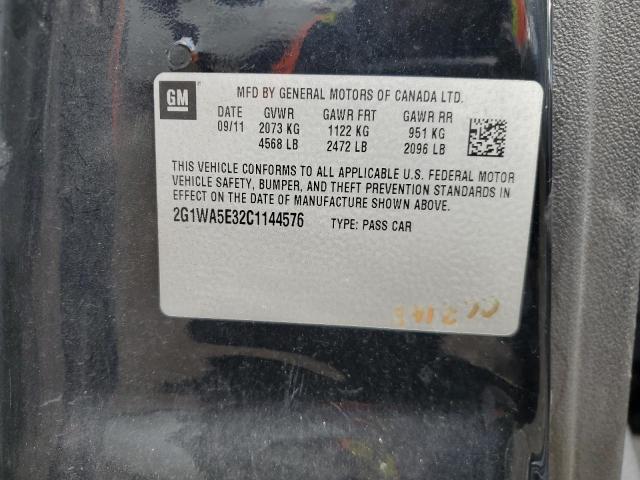 GM
MFD BY GENERAL MOTORS OF CANADA LTD.
DATE GVWR GAWR FRT GAWR RR
09/11 2073 KG 1122 KG 951 KG
4568 LB 2472 LB 2096 LB
THIS VEHICLE CONFORMS TO ALL APPLICABLE U.S. FEDERAL MOTOR
VEHICLE SAFETY, BUMPER, AND THEFT PREVENTION STANDARDS IN
EFFECT ON THE DATE OF MANUFACTURE SHOWN ABOVE.
2G1WA5E32C1144576 TYPE: PASS CAR